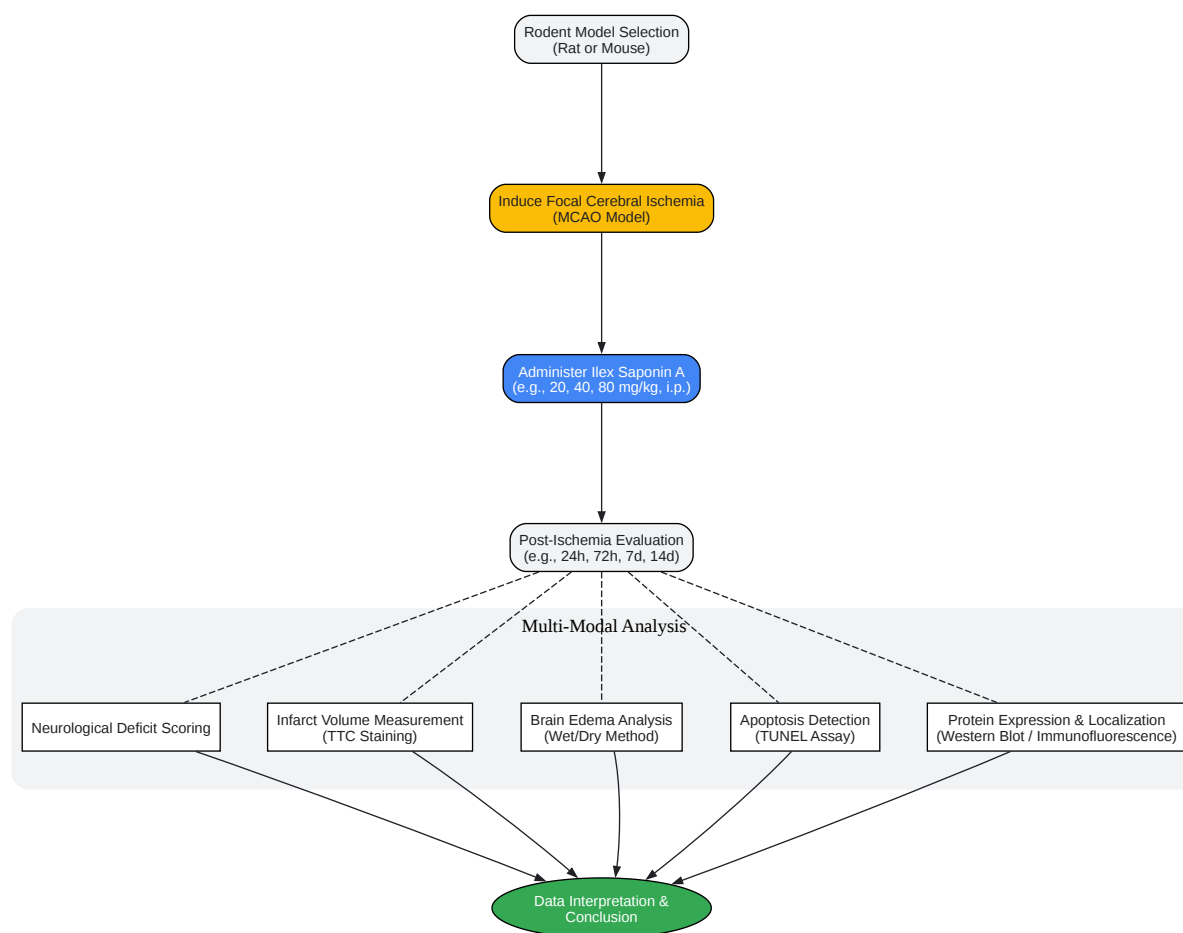 Rodent Model Selection
(Rat or Mouse)
Induce Focal Cerebral Ischemia
(MCAO Model)
Administer Ilex Saponin A
(e.g., 20, 40, 80 mg/kg, i.p.)
Post-Ischemia Evaluation
(e.g., 24h, 72h, 7d, 14d)
Multi-Modal Analysis
Neurological Deficit Scoring
Infarct Volume Measurement
(TTC Staining)
Brain Edema Analysis
(Wet/Dry Method)
Apoptosis Detection
(TUNEL Assay)
Protein Expression & Localization
(Western Blot / Immunofluorescence)
Data Interpretation &
Conclusion